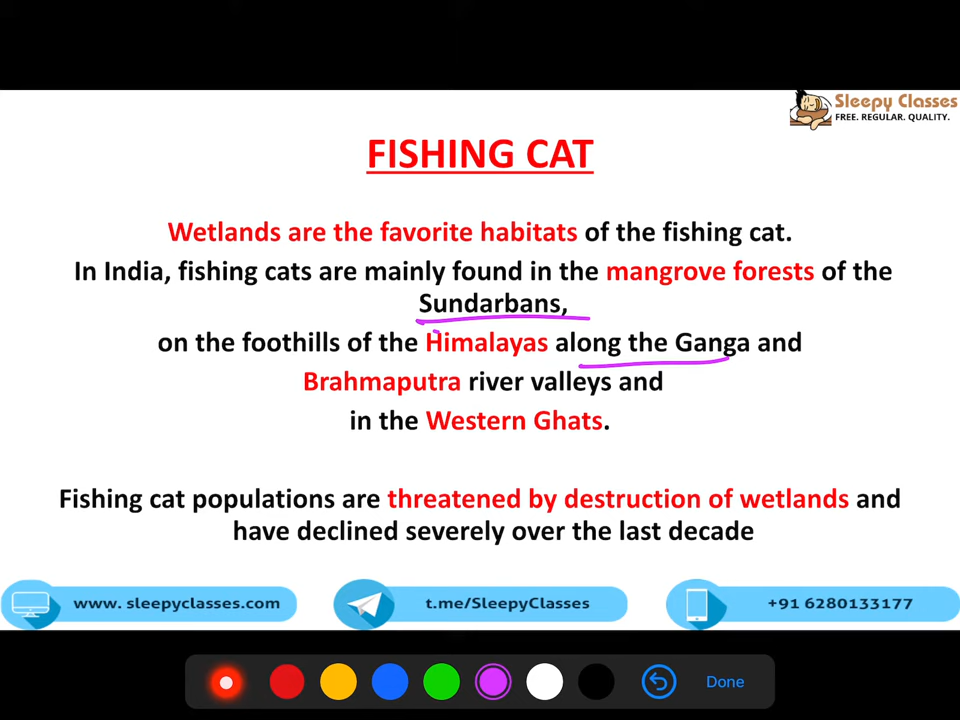 Sleepy Classes
FREE. REGULAR. QUALITY.
FISHING CAT
Wetlands are the favorite habitats of the fishing cat.
In India, fishing cats are mainly found in the mangrove forests of the
Sundarbans,
on the foothills of the Himalayas along the Ganga and
Brahmaputra river valleys and
in the Western Ghats.
Fishing cat populations are threatened by destruction of wetlands and
have declined severely over the last decade
www. sleepyclasses.com
t.me/SleepyClasses
+91 6280133177
Done